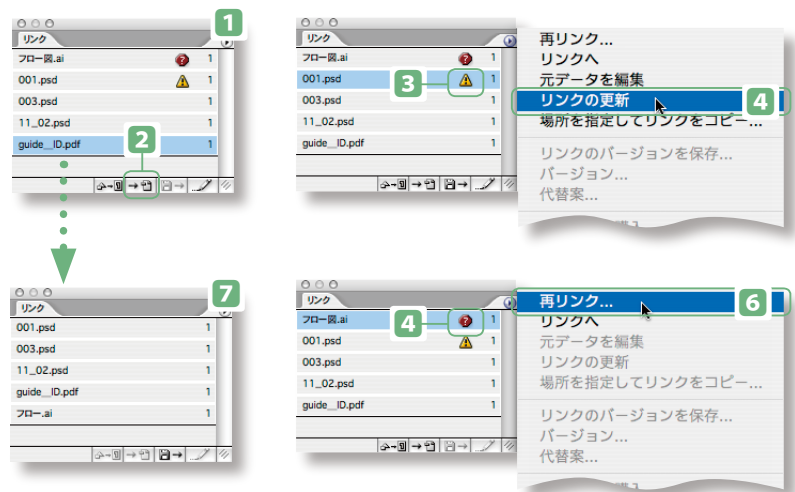 1
リンク
フロー図.ai 1
001.psd 1
003.psd 1
11_02.psd 1
guide__ID.pdf 1
2
リンク
フロー図.ai 1
001.psd 1
003.psd 1
11_02.psd 1
guide__ID.pdf 1
3
再リンク...
リンクへ
元データを編集
リンクの更新
4
場所を指定してリンクをコピー...
リンクのバージョンを保存...
バージョン...
代替案...
7
リンク
001.psd 1
003.psd 1
11_02.psd 1
guide__ID.pdf 1
フロー.ai 1
リンク
フロー図.ai 1
4
001.psd 1
003.psd 1
11_02.psd 1
guide__ID.pdf 1
再リンク...
6
リンクへ
元データを編集
リンクの更新
場所を指定してリンクをコピー...
リンクのバージョンを保存...
バージョン...
代替案...